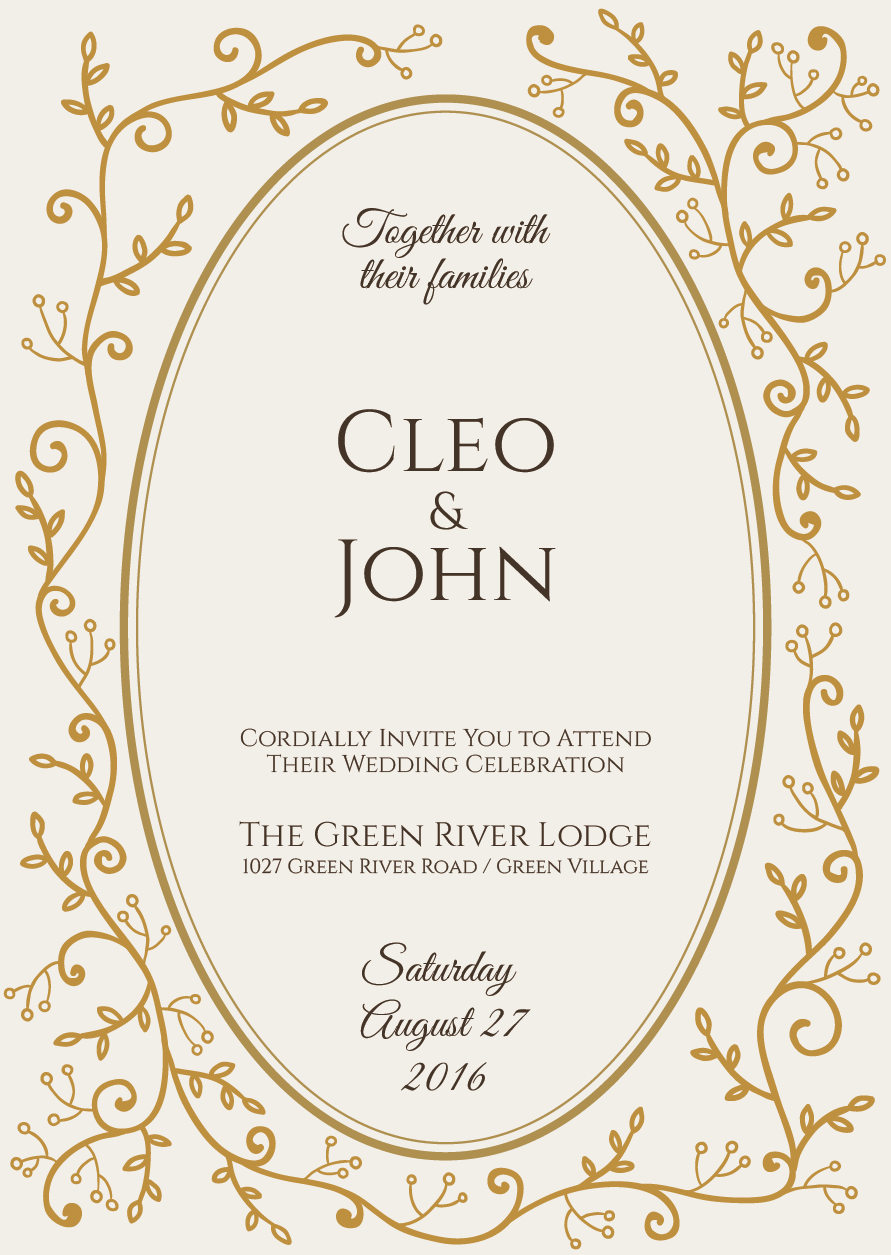 Together with
their families
Cleo
&
John
Cordially Invite You to Attend
Their Wedding Celebration
The Green River Lodge
1027 Green River Road / Green Village
Saturday
August 27
2016